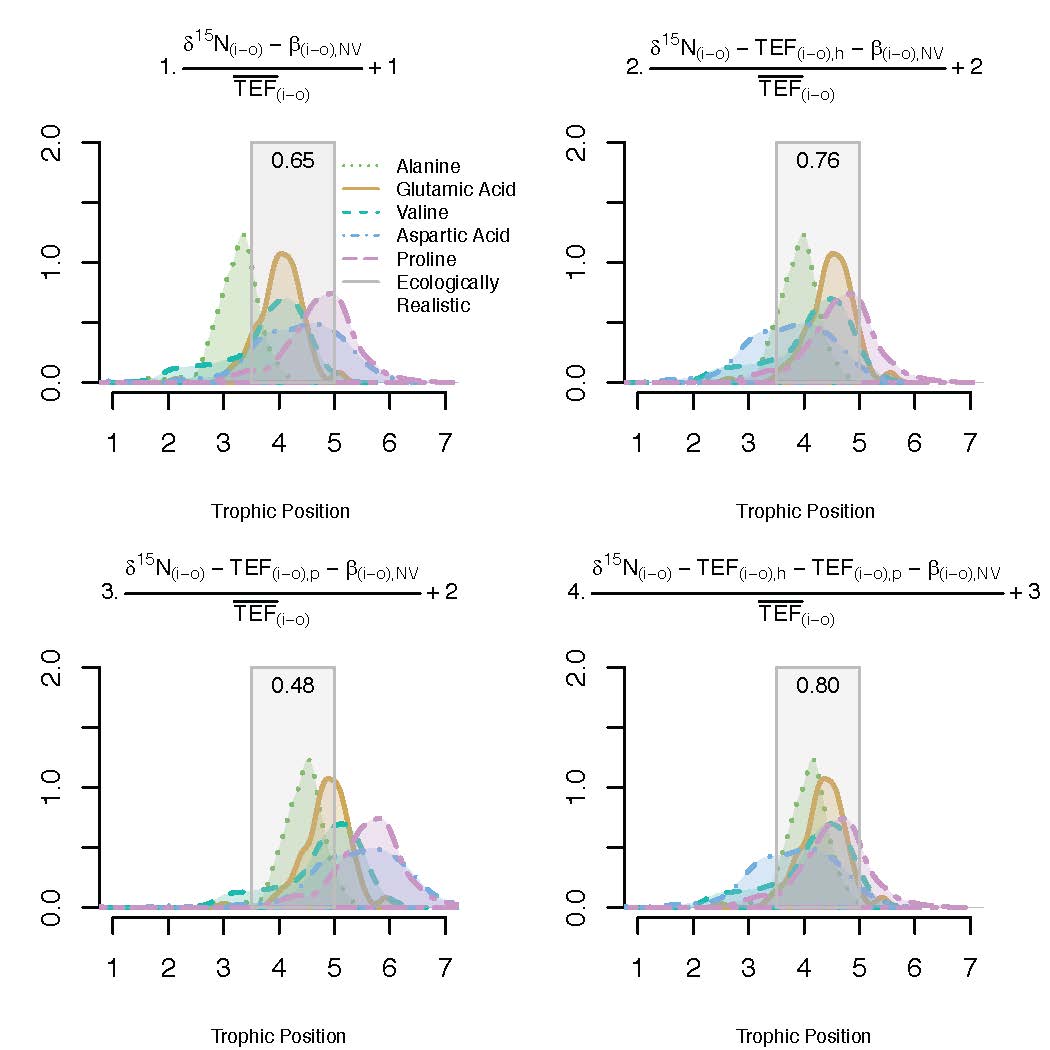 1. δ15N(i−o) − β(i−o),NV / TEF(i−o) + 1
2.0
1.0
0.0
0.65
Alanine
Glutamic Acid
Valine
Aspartic Acid
Proline
Ecologically
Realistic
1 2 3 4 5 6 7
Trophic Position
2. δ15N(i−o) − TEF(i−o),h − β(i−o),NV / TEF(i−o) + 2
2.0
1.0
0.0
0.76
1 2 3 4 5 6 7
Trophic Position
3. δ15N(i−o) − TEF(i−o),p − β(i−o),NV / TEF(i−o) + 2
2.0
1.0
0.0
0.48
1 2 3 4 5 6 7
Trophic Position
4. δ15N(i−o) − TEF(i−o),h − TEF(i−o),p − β(i−o),NV / TEF(i−o) + 3
2.0
1.0
0.0
0.80
1 2 3 4 5 6 7
Trophic Position